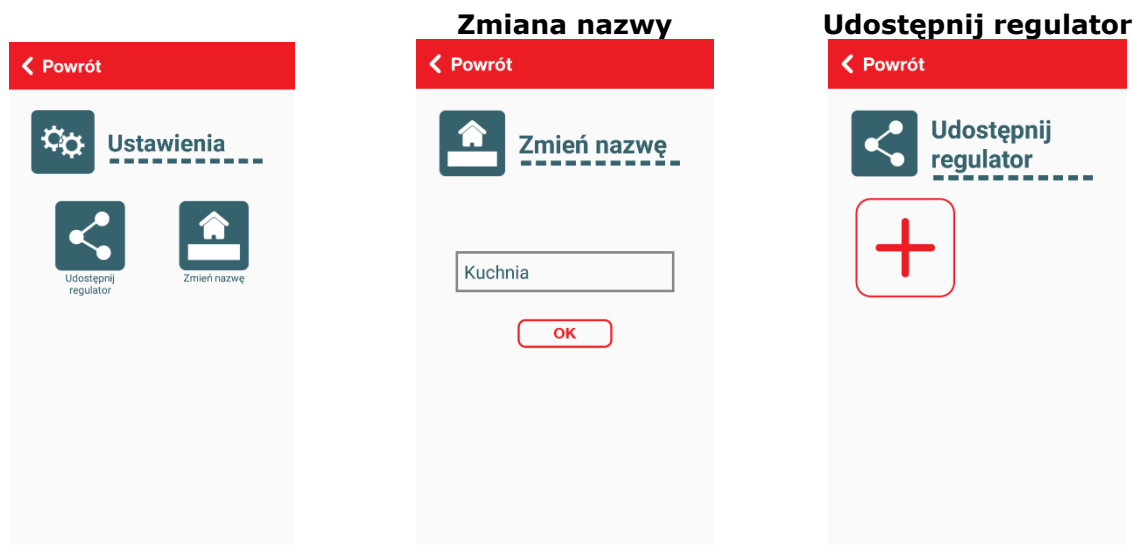 Zmiana nazwy
Udostępnij regulator
Powrót
Ustawienia
Udostępnij
regulator
Zmień nazwę
Powrót
Zmień nazwę
Kuchnia
OK
Powrót
Udostępnij
regulator